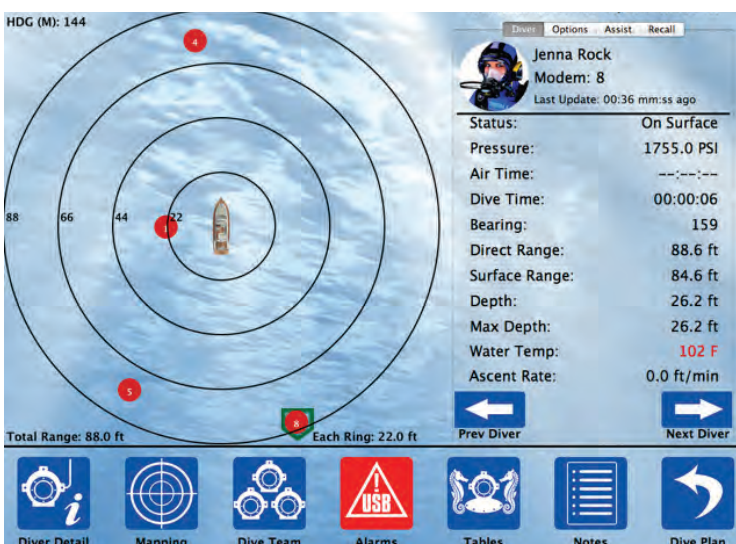 HDG (M): 144
4
88
66
44
22
1
5
8
Total Range: 88.0 ft
Each Ring: 22.0 ft
Diver Options Assist Recall
Jenna Rock
Modem: 8
Last Update: 00:36 mm:ss ago
Status: On Surface
Pressure: 1755.0 PSI
Air Time: --:--:--
Dive Time: 00:00:06
Bearing: 159
Direct Range: 88.6 ft
Surface Range: 84.6 ft
Depth: 26.2 ft
Max Depth: 26.2 ft
Water Temp: 102 F
Ascent Rate: 0.0 ft/min
Prev Diver Next Diver
i ! USB
Diver Detail Mapping Dive Team Alarms Tables Notes Dive Plan